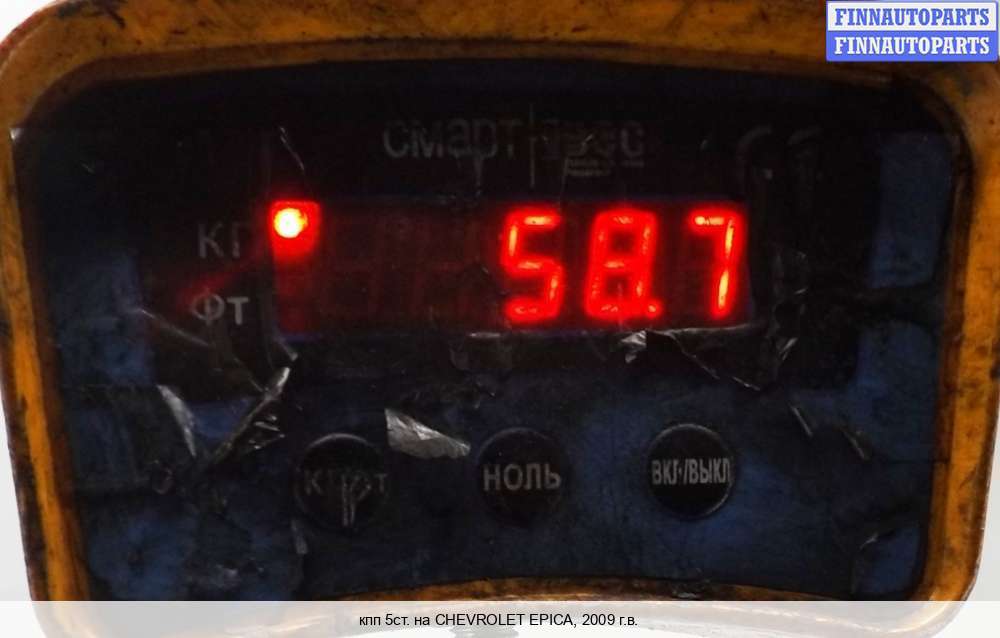 FINNAUTOPARTS
FINNAUTOPARTS
смарт
КГ
58.7
ФТ
НОЛЬ
ВКЛ/ВЫКЛ
кпп 5ст. на CHEVROLET EPICA, 2009 г.в.